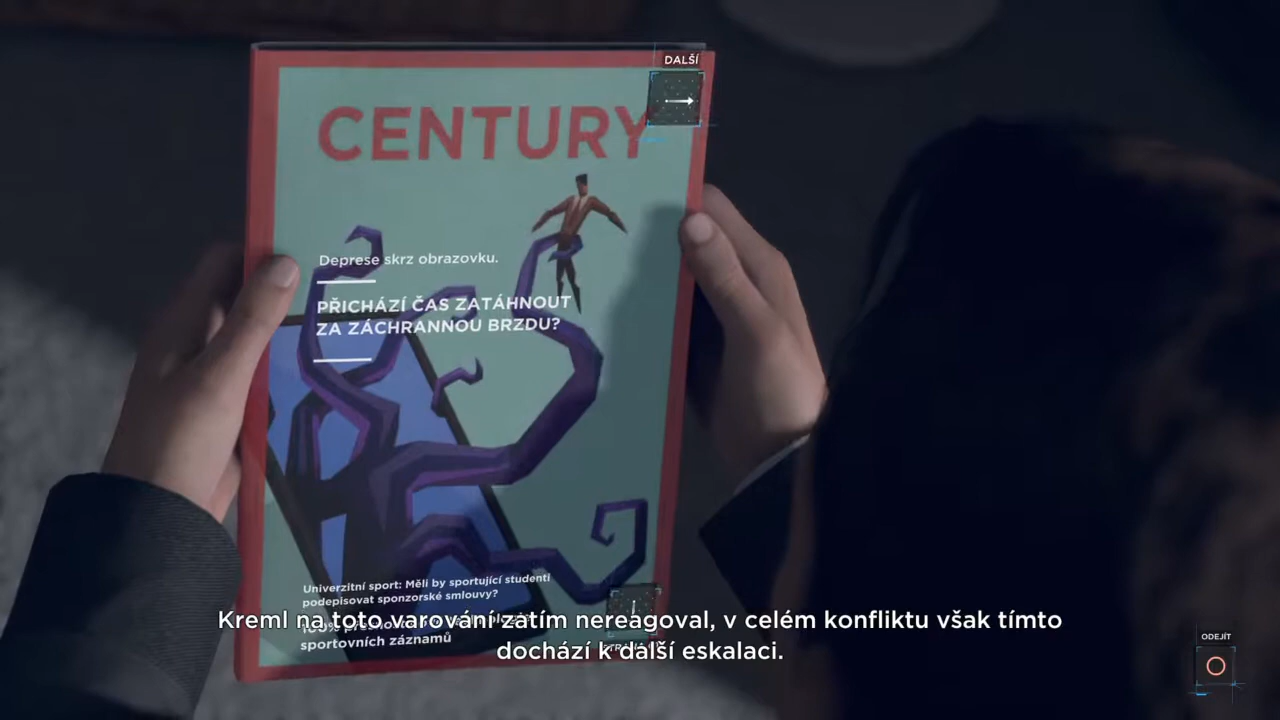 DALŠÍ
CENTURY
Deprese skrz obrazovku.
PŘICHÁZÍ ČAS ZATÁHNOUT
ZA ZÁCHRANNOU BRZDU?
Univerzitní sport: Měli by sportující studenti
podepisovat sponzorské smlouvy?
100%
sportovních záznamů
Kreml na toto varování zatím nereagoval, v celém konfliktu však tímto
dochází k další eskalaci.
ODEJÍT